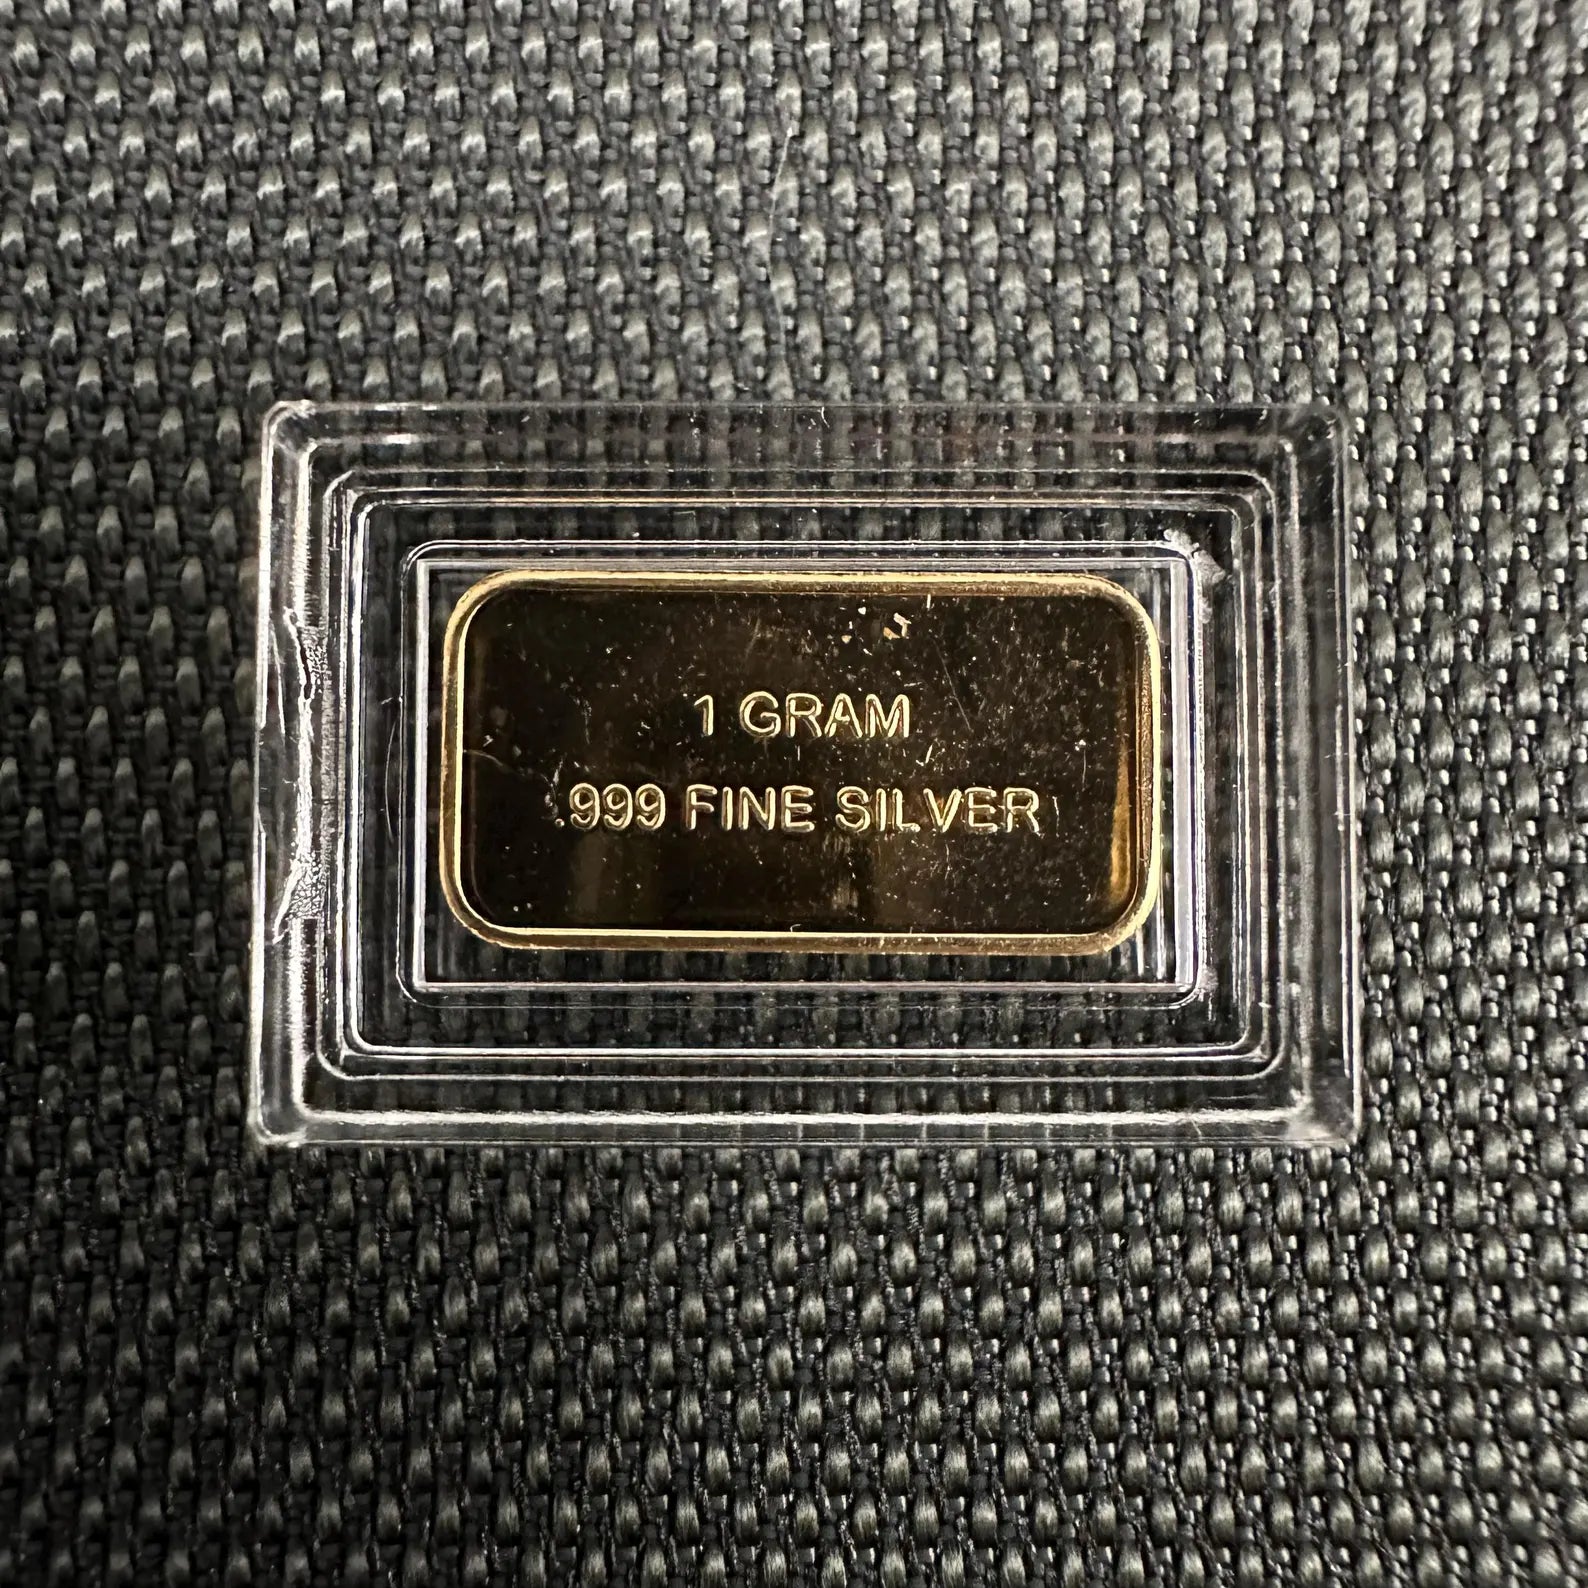 1 GRAM
.999 FINE SILVER